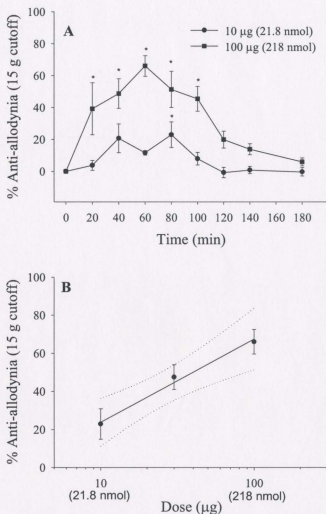 A
10 µg (21.8 nmol)
100 µg (218 nmol)
% Anti-allodynia (15 g cutoff)
100
80
60
40
20
0
* * * * * *
0 20 40 60 80 100 120 140 180
Time (min)
B
% Anti-allodynia (15 g cutoff)
100
80
60
40
20
0
10 100
(21.8 nmol) (218 nmol)
Dose (µg)